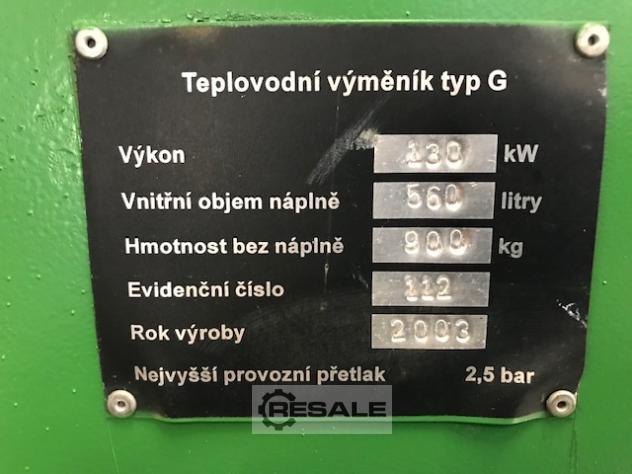 Teplovodní výměník typ G
Výkon 130 kW
Vnitřní objem náplně 560 litry
Hmotnost bez náplně 900 kg
Evidenční číslo 112
Rok výroby 2003
Nejvyšší provozní přetlak 2,5 bar
RESALE